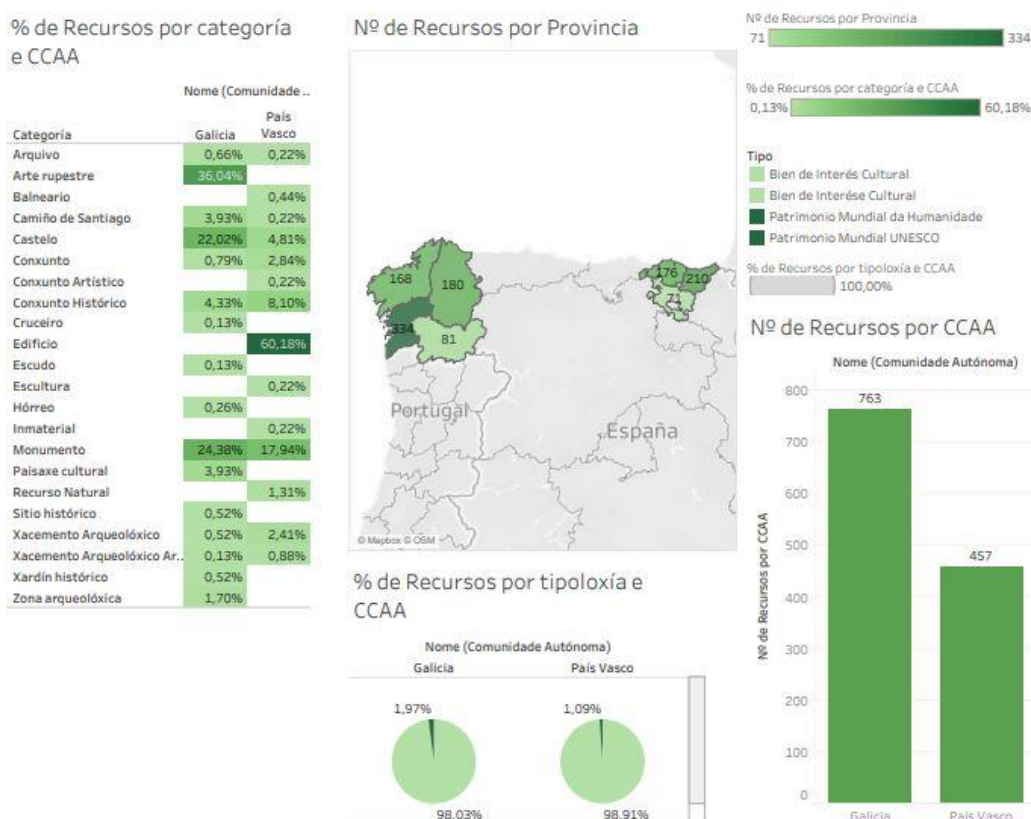 % de Recursos por categoría
e CCAA
Nome (Comunidade ..
País
Categoría Galicia Vasco
Arquivo 0,66% 0,22%
Arte rupestre 36,04%
Balneario 0,44%
Camiño de Santiago 3,93% 0,22%
Castelo 22,02% 4,81%
Conxunto 0,79% 2,84%
Conxunto Artístico 0,22%
Conxunto Histórico 4,33% 8,10%
Cruceiro 0,13%
Edificio 60,18%
Escudo 0,13%
Escultura 0,22%
Hórreo 0,26%
Inmaterial 0,22%
Monumento 24,38% 17,94%
Paisaxe cultural 3,93%
Recurso Natural 1,31%
Sitio histórico 0,52%
Xacemento Arqueolóxico 0,52% 2,41%
Xacemento Arqueolóxico Ar.. 0,13% 0,88%
Xardín histórico 0,52%
Zona arqueolóxica 1,70%
Nº de Recursos por Provincia
168
180
334
81
176
210
71
Portugal
España
© Mapbox © OSM
% de Recursos por tipoloxía e
CCAA
Nome (Comunidade Autónoma)
Galicia País Vasco
1,97% 1,09%
98,03% 98,91%
Nº de Recursos por Provincia
71 334
% de Recursos por categoría e CCAA
0,13% 60,18%
Tipo
Bien de Interés Cultural
Bien de Interése Cultural
Patrimonio Mundial da Humanidade
Patrimonio Mundial UNESCO
% de Recursos por tipoloxía e CCAA
100,00%
Nº de Recursos por CCAA
Nome (Comunidade Autónoma)
Nº de Recursos por CCAA
800
700
600
500
400
300
200
100
0
763
457
Galicia País Vasco